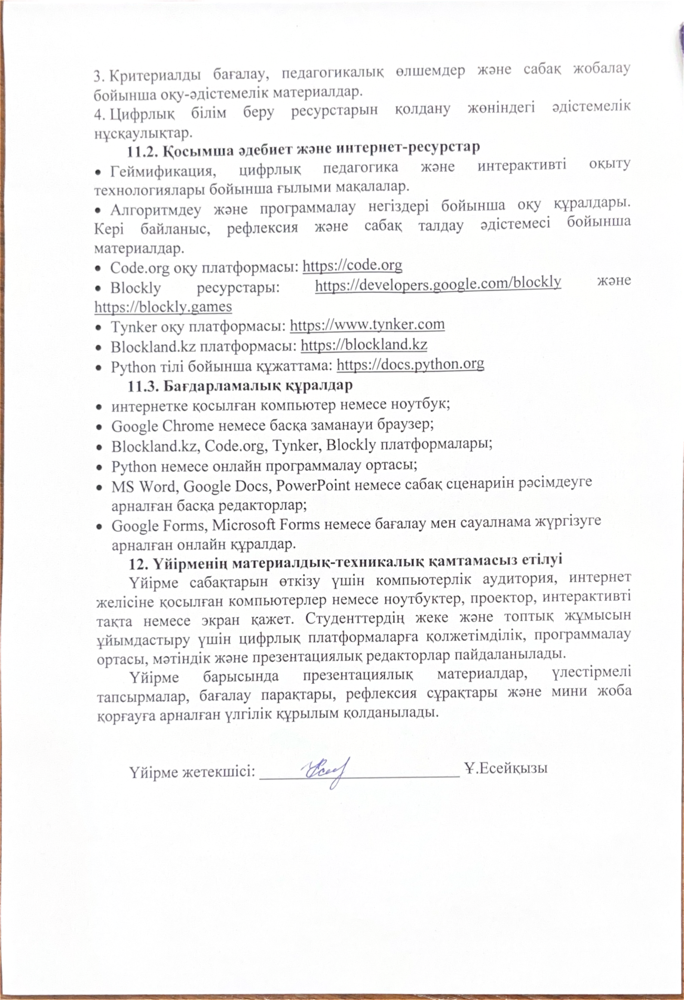 3. Критериалды бағалау, педагогикалық өлшемдер және сабақ жобалау
бойынша оқу-әдістемелік материалдар.
4. Цифрлық білім беру ресурстарын қолдану жөніндегі әдістемелік
нұсқаулықтар.
11.2. Қосымша әдебиет және интернет-ресурстар
• Геймификация, цифрлық педагогика және интерактивті оқыту
технологиялары бойынша ғылыми мақалалар.
• Алгоритмдеу және программалау негіздері бойынша оқу құралдары.
Кері байланыс, рефлексия және сабақ талдау әдістемесі бойынша
материалдар.
• Code.org оқу платформасы: https://code.org
• Blockly ресурстары: https://developers.google.com/blockly және
https://blockly.games
• Tynker оқу платформасы: https://www.tynker.com
• Blockland.kz платформасы: https://blockland.kz
• Python тілі бойынша құжаттама: https://docs.python.org
11.3. Бағдарламалық құралдар
• интернетке қосылған компьютер немесе ноутбук;
• Google Chrome немесе басқа заманауи браузер;
• Blockland.kz, Code.org, Tynker, Blockly платформалары;
• Python немесе онлайн программалау ортасы;
• MS Word, Google Docs, PowerPoint немесе сабақ сценариін рәсімдеуге
арналған басқа редакторлар;
• Google Forms, Microsoft Forms немесе бағалау мен сауалнама жүргізуге
арналған онлайн құралдар.
12. Үйірменің материалдық-техникалық қамтамасыз етілуі
Үйірме сабақтарын өткізу үшін компьютерлік аудитория, интернет
желісіне қосылған компьютерлер немесе ноутбуктер, проектор, интерактивті
тақта немесе экран қажет. Студенттердің жеке және топтық жұмысын
ұйымдастыру үшін цифрлық платформаларға қолжетімділік, программалау
ортасы, мәтіндік және презентациялық редакторлар пайдаланылады.
Үйірме барысында презентациялық материалдар, үлестірмелі
тапсырмалар, бағалау парақтары, рефлексия сұрақтары және мини жоба
қорғауға арналған үлгілік құрылым қолданылады.
Үйірме жетекшісі: Ұ.Есейқызы